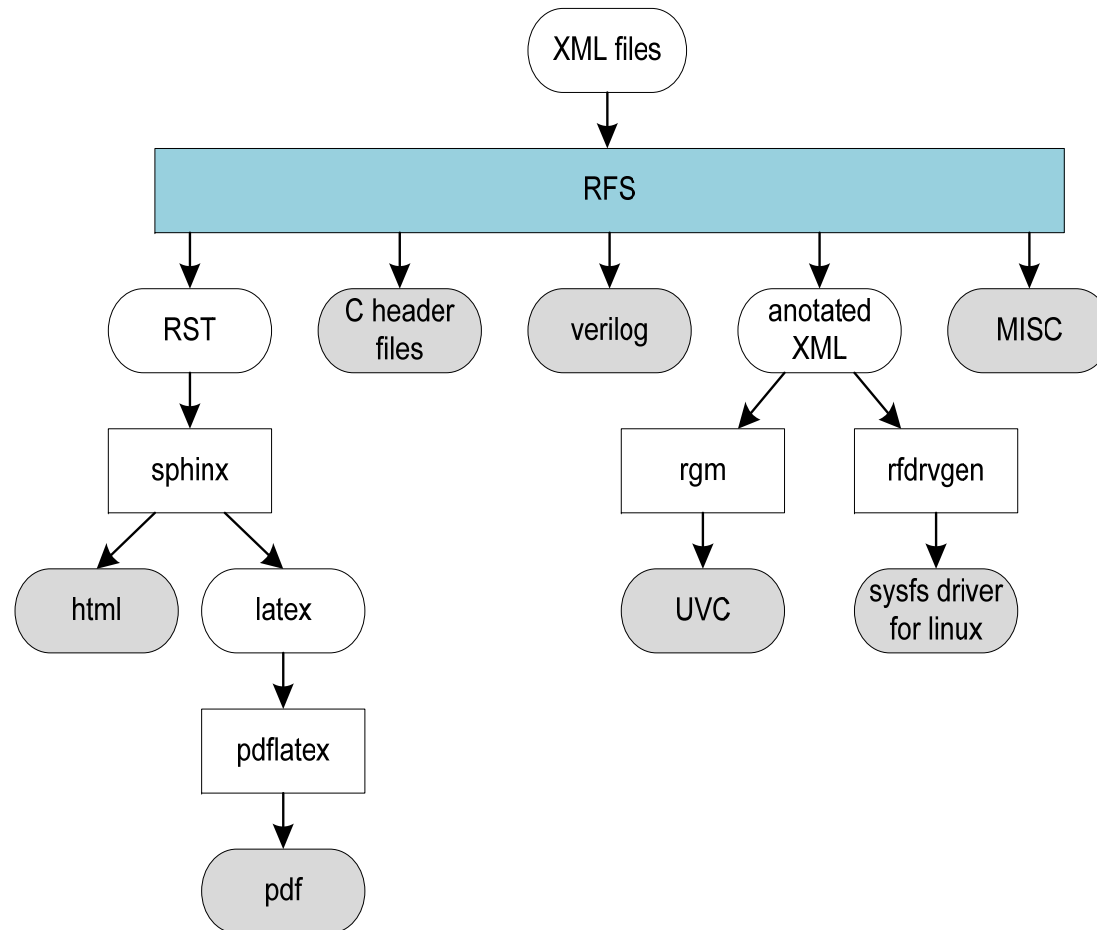 XML files
RFS
RST
C header
files
verilog
anotated
XML
MISC
sphinx
rgm
rfdrvgen
html
latex
UVC
sysfs driver
for linux
pdflatex
pdf